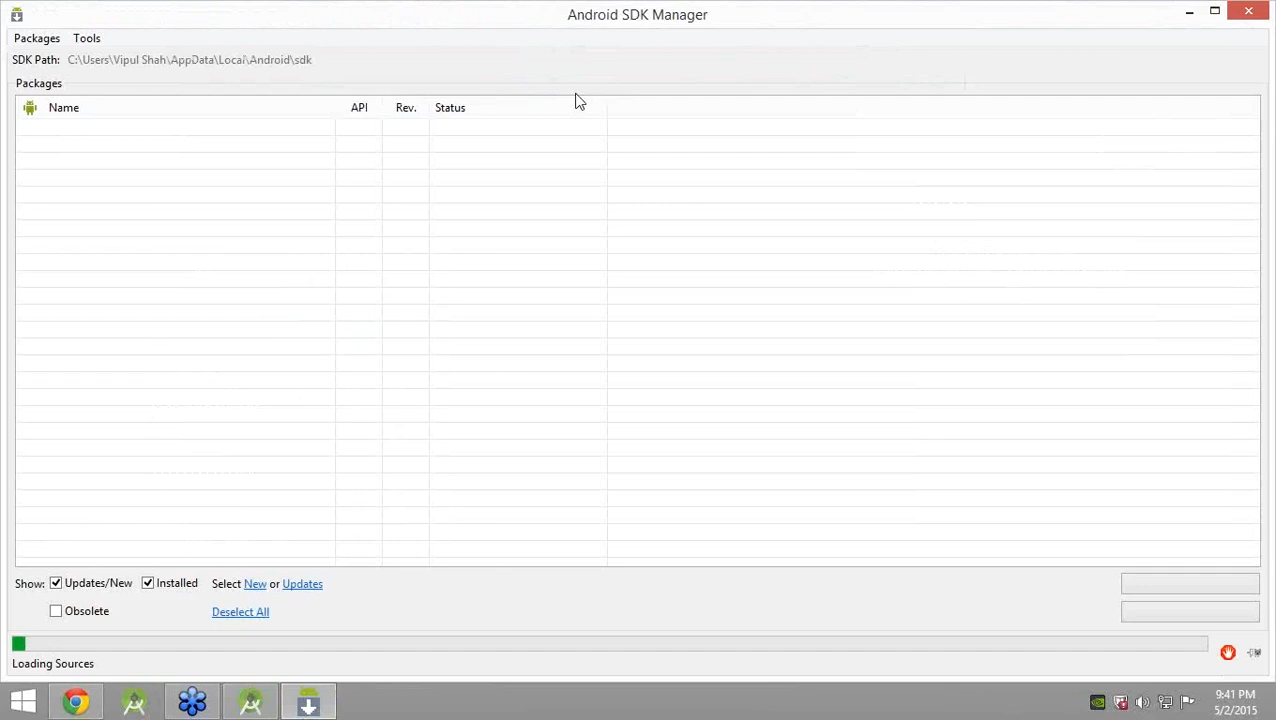 Android SDK Manager
Packages Tools
SDK Path: C:\Users\Vipul Shah\AppData\Local\Android\sdk
Packages
Name API Rev. Status
Show: Updates/New Installed Select New or Updates
Obsolete Deselect All
Loading Sources
9:41 PM
5/2/2015